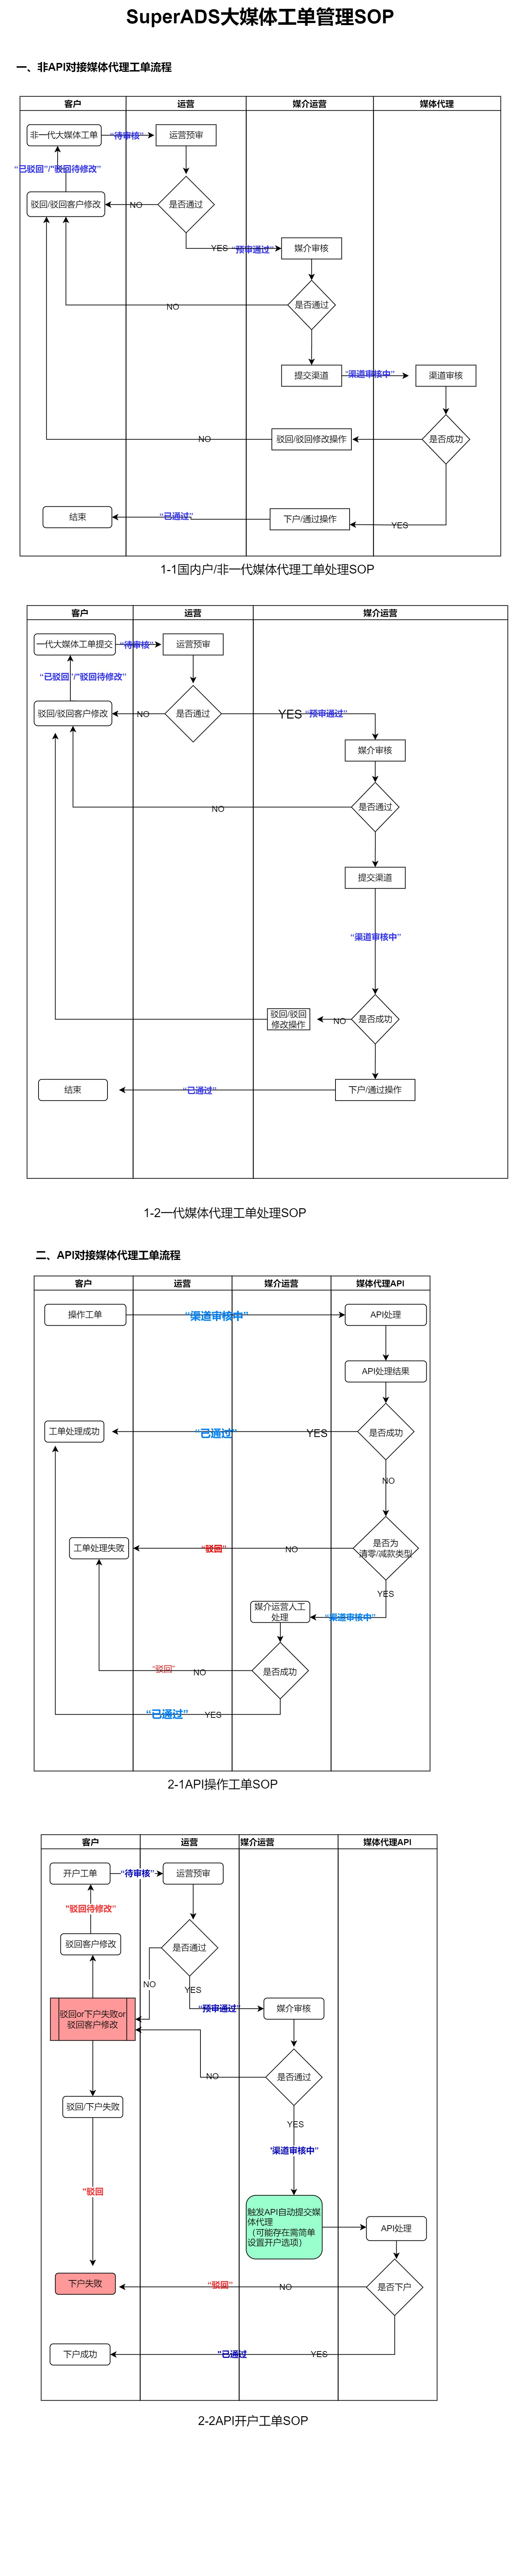 SuperADS大媒体工单管理SOP
一、非API对接媒体代理工单流程
客户
运营
媒介运营
媒体代理
非一代大媒体工单
“待审核”
运营预审
“已驳回”/“驳回待修改”
驳回/驳回客户修改
NO
是否通过
YES
“预审通过”
媒介审核
NO
是否通过
提交渠道
“渠道审核中”
渠道审核
NO
驳回/驳回修改操作
是否成功
结束
“已通过”
下户/通过操作
YES
1-1国内户/非一代媒体代理工单处理SOP
客户
运营
媒介运营
一代大媒体工单提交
“待审核”
运营预审
“已驳回”/“驳回待修改”
驳回/驳回客户修改
NO
是否通过
YES
“预审通过”
媒介审核
NO
是否通过
提交渠道
“渠道审核中”
驳回/驳回
修改操作
NO
是否成功
结束
“已通过”
下户/通过操作
1-2一代媒体代理工单处理SOP
二、API对接媒体代理工单流程
客户
运营
媒介运营
媒体代理API
操作工单
“渠道审核中”
API处理
API处理结果
工单处理成功
“已通过”
YES
是否成功
NO
工单处理失败
“驳回”
NO
是否为
清零/减款类型
YES
媒介运营人工
处理
“渠道审核中”
“驳回”
NO
是否成功
“已通过”
YES
2-1API操作工单SOP
客户
运营
媒介运营
媒体代理API
开户工单
“待审核”
运营预审
“驳回待修改”
驳回客户修改
是否通过
NO
YES
驳回or下户失败or
驳回客户修改
“预审通过”
媒介审核
NO
是否通过
驳回/下户失败
YES
'渠道审核中”
“驳回
触发API自动提交媒
体代理
（可能存在需简单
设置开户选项）
API处理
下户失败
“驳回”
NO
是否下户
下户成功
“已通过
YES
2-2API开户工单SOP